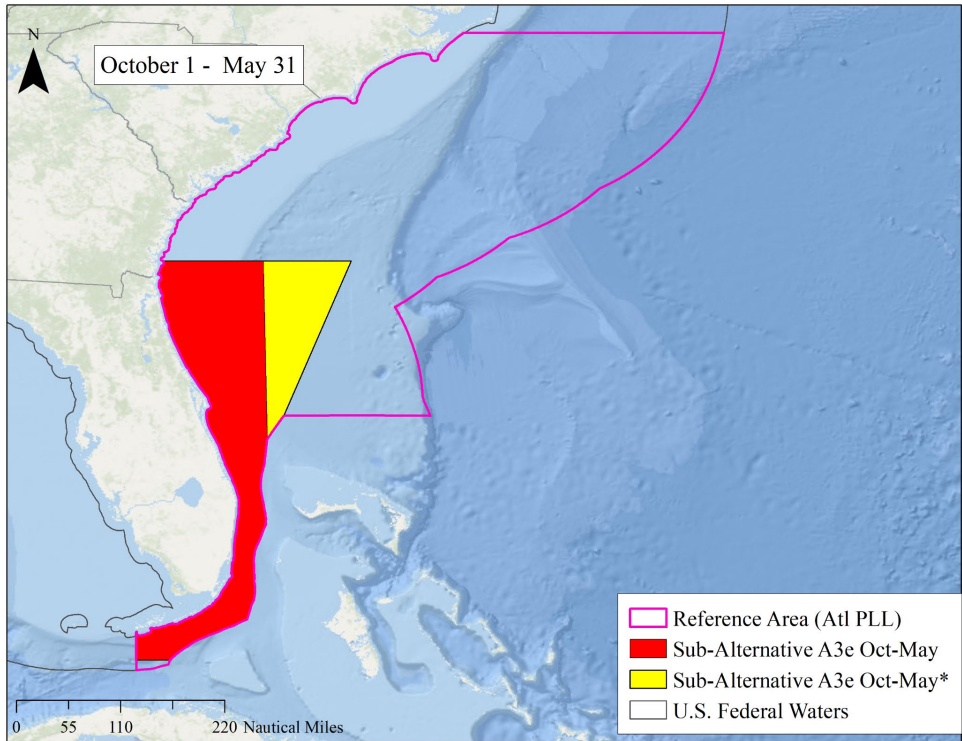 N
October 1 - May 31
Reference Area (Atl PLL)
Sub-Alternative A3e Oct-May
Sub-Alternative A3e Oct-May*
U.S. Federal Waters
0 55 110 220 Nautical Miles